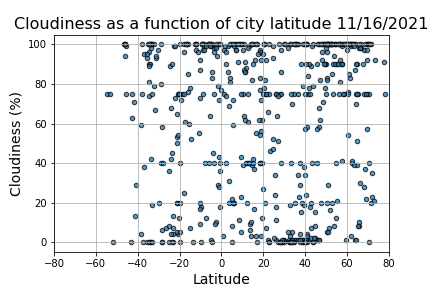 Cloudiness as a function of city latitude 11/16/2021
100
80
60
40
20
0
Cloudiness (%)
−80 −60 −40 −20 0 20 40 60 80
Latitude